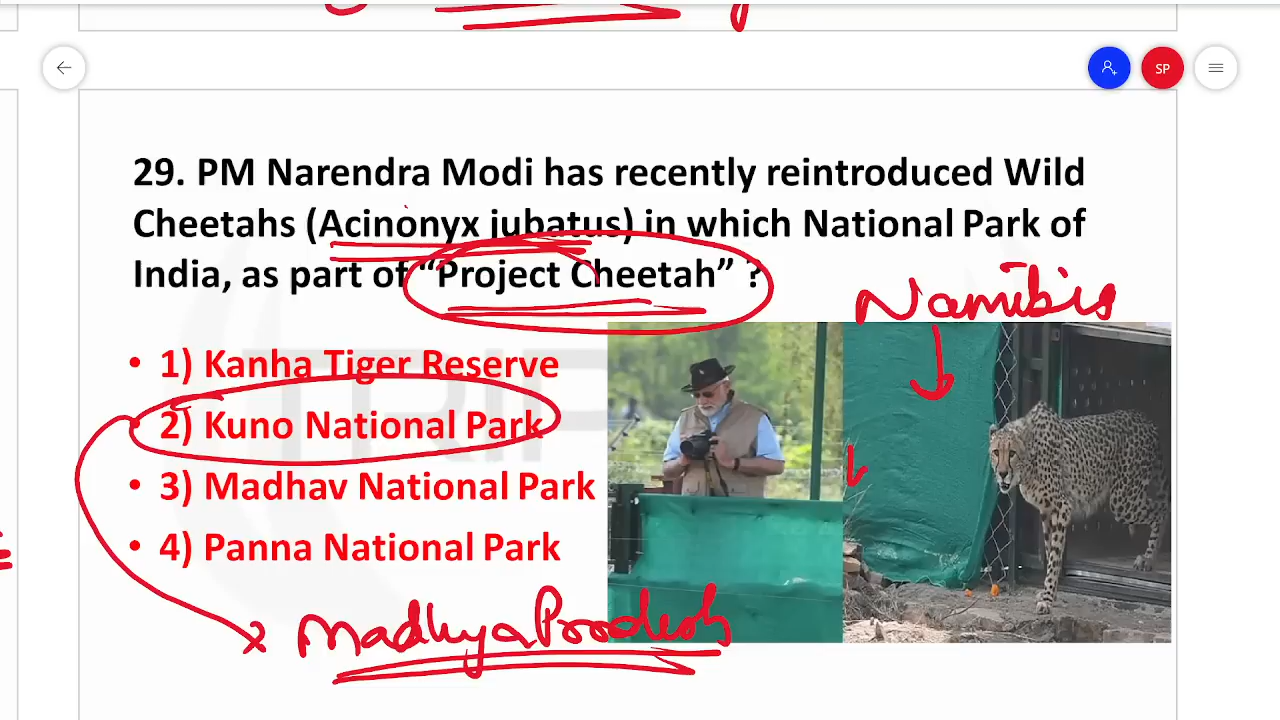 SP
29. PM Narendra Modi has recently reintroduced Wild
Cheetahs (Acinonyx jubatus) in which National Park of
India, as part of “Project Cheetah” ?
Namibia
• 1) Kanha Tiger Reserve
• 2) Kuno National Park
• 3) Madhav National Park
• 4) Panna National Park
Madhya Pradesh